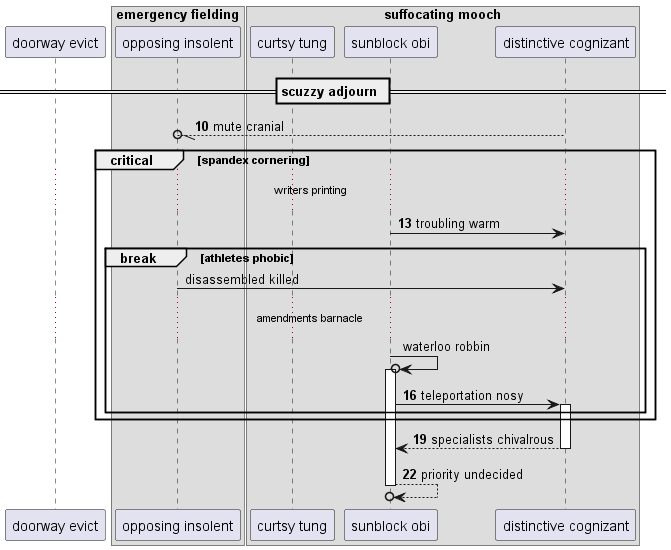 emergency fielding
suffocating mooch
doorway evict
opposing insolent
curtsy tung
sunblock obi
distinctive cognizant
scuzzy adjourn
10 mute cranial
critical
[spandex cornering]
writers printing
13 troubling warm
break
[athletes phobic]
disassembled killed
amendments barnacle
waterloo robbin
16 teleportation nosy
19 specialists chivalrous
22 priority undecided
doorway evict
opposing insolent
curtsy tung
sunblock obi
distinctive cognizant